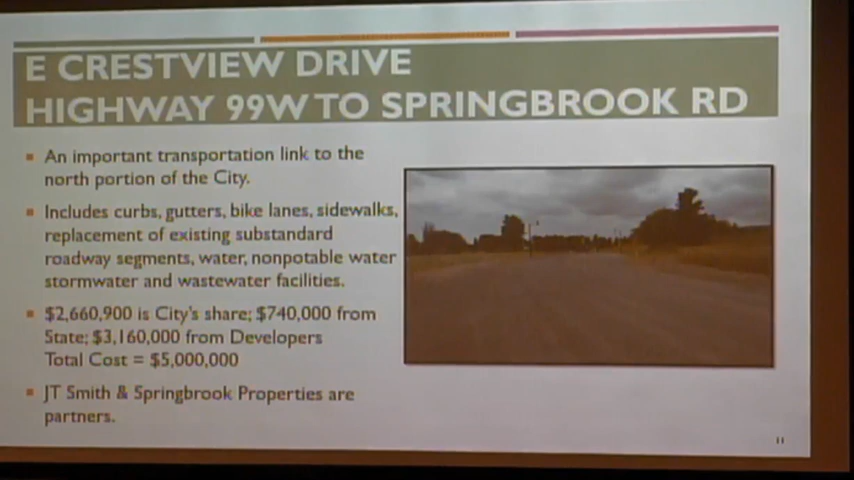 E CRESTVIEW DRIVE
HIGHWAY 99W TO SPRINGBROOK RD
An important transportation link to the
north portion of the City.
Includes curbs, gutters, bike lanes, sidewalks,
replacement of existing substandard
roadway segments, water, nonpotable water
stormwater and wastewater facilities.
$2,660,900 is City's share; $740,000 from
State; $3,160,000 from Developers
Total Cost = $5,000,000
JT Smith & Springbrook Properties are
partners.
11